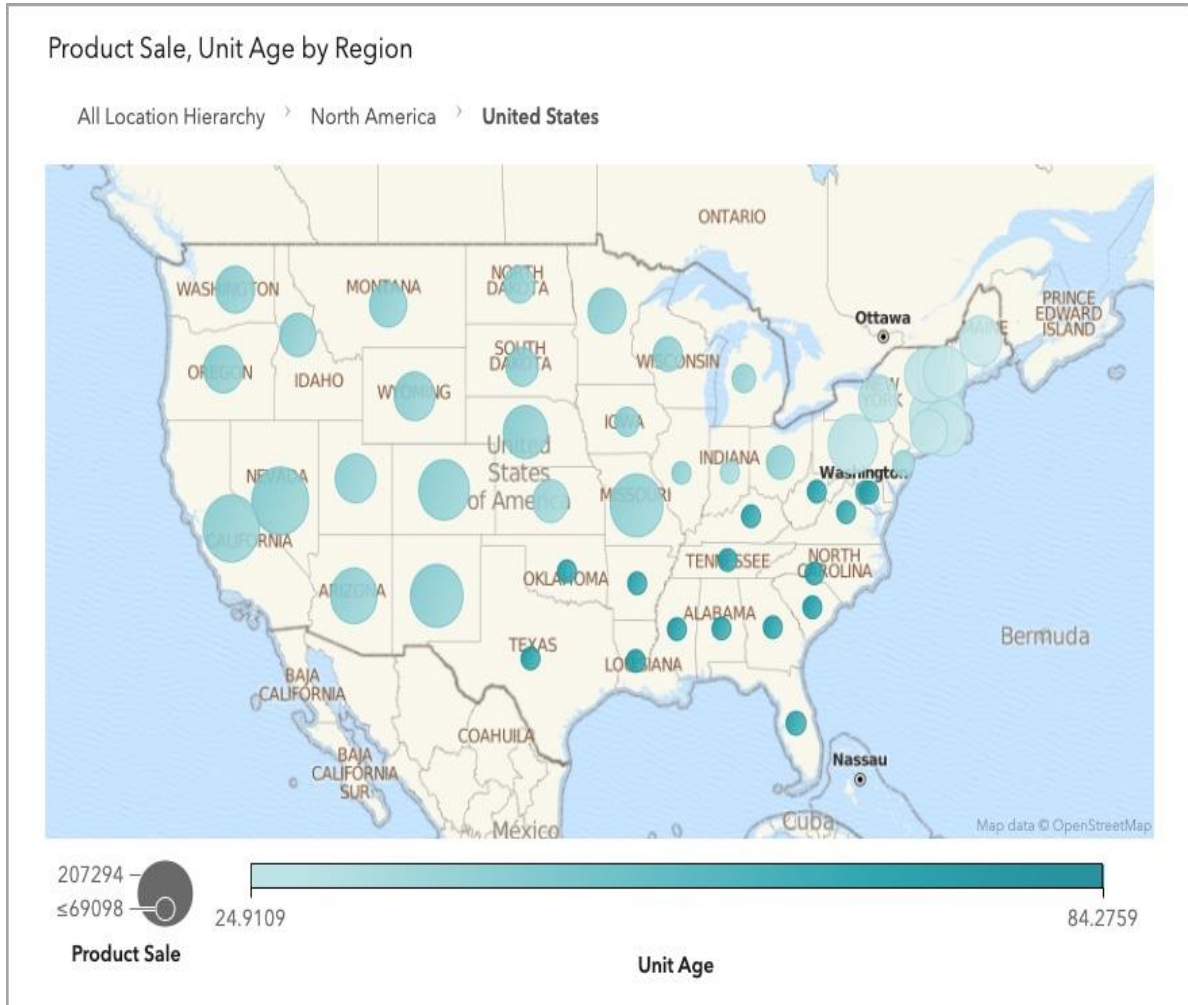 Product Sale, Unit Age by Region
All Location Hierarchy > North America > United States
ONTARIO
WASHINGTON
MONTANA
NORTH
DAKOTA
Ottawa
PRINCE
EDWARD
ISLAND
MAINE
OREGON
IDAHO
SOUTH
DAKOTA
WISCONSIN
WYOMING
NEW
YORK
IOWA
United
States
of America
NEVADA
INDIANA
Washington
MISSOURI
CALIFORNIA
ARIZONA
OKLAHOMA
TENNESSEE
NORTH
CAROLINA
ALABAMA
TEXAS
LOUISIANA
Bermuda
BAJA
CALIFORNIA
COAHUILA
BAJA
CALIFORNIA
SUR
Nassau
México
Cuba
Map data © OpenStreetMap
207294
≤69098
24.9109
84.2759
Product Sale
Unit Age